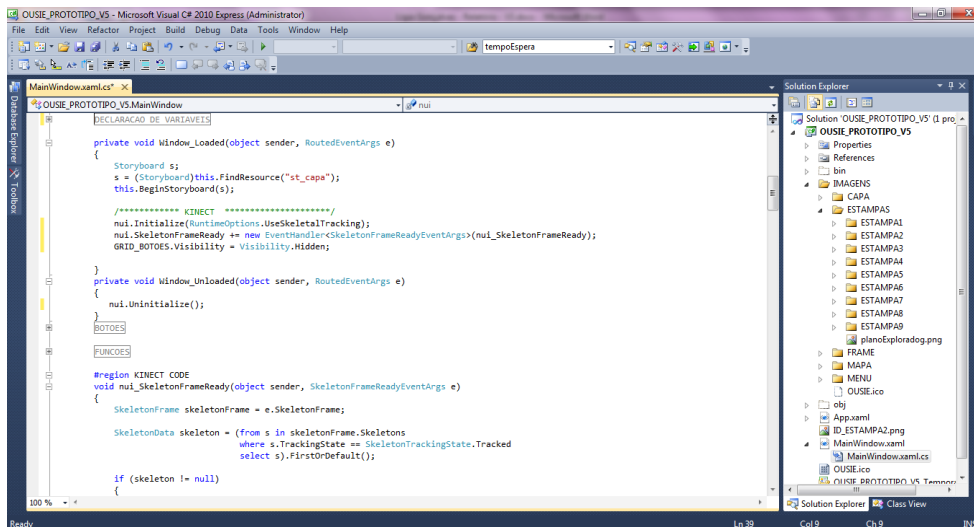 OUSIE_PROTOTIPO_V5 - Microsoft Visual C# 2010 Express (Administrator)
File Edit View Refactor Project Build Debug Data Tools Window Help
tempoEspera
MainWindow.xaml.cs*
OUSIE_PROTOTIPO_V5.MainWindow
nui
Database Explorer
Toolbox
DECLARACAO DE VARIAVEIS
private void Window_Loaded(object sender, RoutedEventArgs e)
{
Storyboard s;
s = (Storyboard)this.FindResource("st_capa");
this.BeginStoryboard(s);
/************ KINECT *********************/
nui.Initialize(RuntimeOptions.UseSkeletalTracking);
nui.SkeletonFrameReady += new EventHandler<SkeletonFrameReadyEventArgs>(nui_SkeletonFrameReady);
GRID_BOTOES.Visibility = Visibility.Hidden;
}
private void Window_Unloaded(object sender, RoutedEventArgs e)
{
nui.Uninitialize();
}
BOTOES
FUNCOES
#region KINECT CODE
void nui_SkeletonFrameReady(object sender, SkeletonFrameReadyEventArgs e)
{
SkeletonFrame skeletonFrame = e.SkeletonFrame;
SkeletonData skeleton = (from s in skeletonFrame.Skeletons
where s.TrackingState == SkeletonTrackingState.Tracked
select s).FirstOrDefault();
if (skeleton != null)
{
100 %
Solution Explorer
Solution 'OUSIE_PROTOTIPO_V5' (1 proj
OUSIE_PROTOTIPO_V5
Properties
References
bin
IMAGENS
CAPA
ESTAMPAS
ESTAMPA1
ESTAMPA2
ESTAMPA3
ESTAMPA4
ESTAMPA5
ESTAMPA6
ESTAMPA7
ESTAMPA8
ESTAMPA9
planoExploradog.png
FRAME
MAPA
MENU
OUSIE.ico
obj
App.xaml
ID_ESTAMPA2.png
MainWindow.xaml
MainWindow.xaml.cs
OUSIE.ico
OUSIE_PROTOTIPO_V5_Tempora
Solution Explorer Class View
Ready Ln 39 Col 9 Ch 9 INS